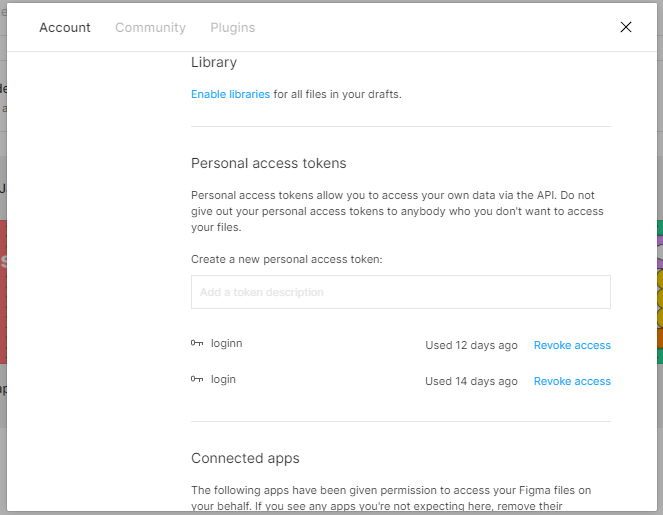 Account Community Plugins
Library
Enable libraries for all files in your drafts.
Personal access tokens
Personal access tokens allow you to access your own data via the API. Do not
give out your personal access tokens to anybody who you don't want to access
your files.
Create a new personal access token:
Add a token description
loginn Used 12 days ago Revoke access
login Used 14 days ago Revoke access
Connected apps
The following apps have been given permission to access your Figma files on
your behalf. If you see any apps you're not expecting here, remove their